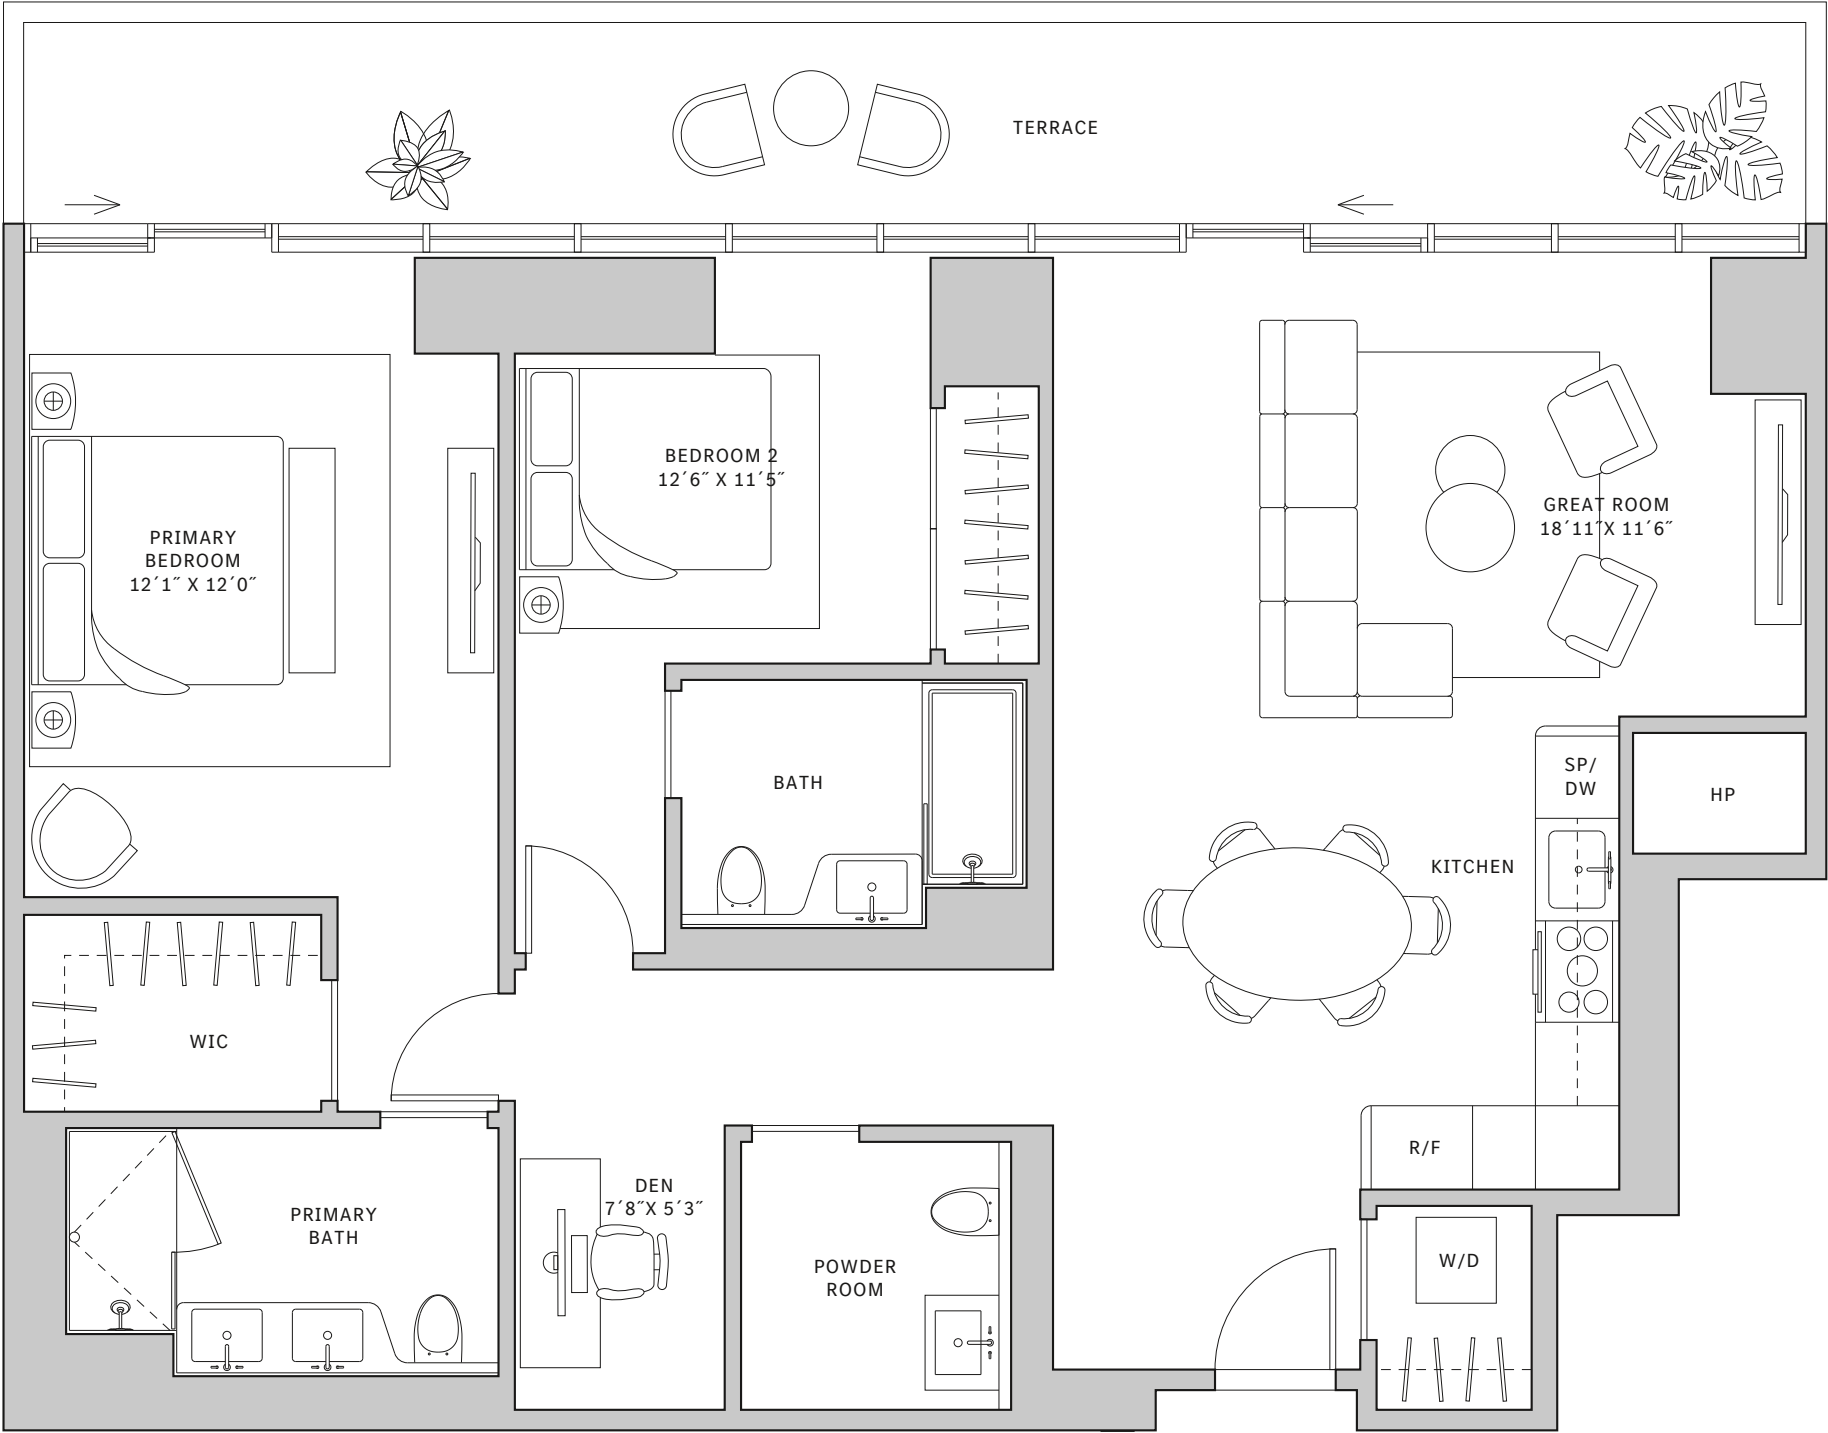 TERRACE
BEDROOM 2
12´6˝ X 11´5˝
GREAT ROOM
18´11˝X 11´6˝
PRIMARY
BEDROOM
12´1˝ X 12´0˝
SP/
DW
HP
BATH
KITCHEN
WIC
R/F
DEN
7´8˝X 5´3˝
PRIMARY
BATH
POWDER
ROOM
W/D